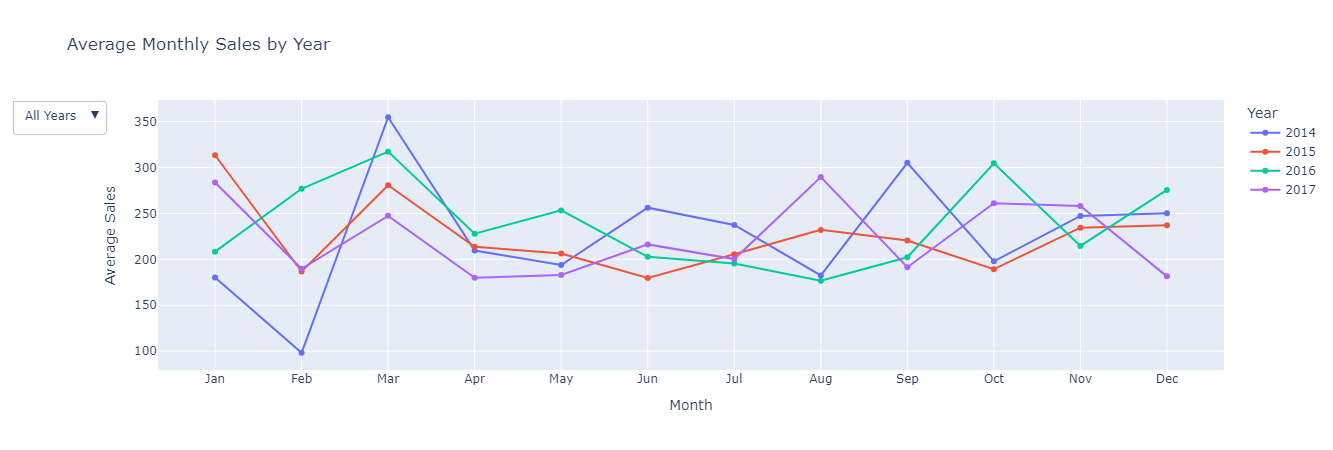 Average Monthly Sales by Year
All Years ▼
Year
2014
2015
2016
2017
Average Sales
350
300
250
200
150
100
Jan Feb Mar Apr May Jun Jul Aug Sep Oct Nov Dec
Month